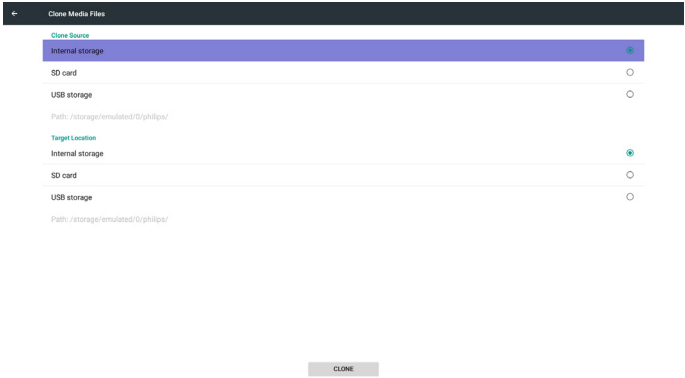 Clone Media Files
Clone Source
Internal storage
SD card
USB storage
Path: /storage/emulated/0/philips/
Target Location
Internal storage
SD card
USB storage
Path: /storage/emulated/0/philips/
CLONE